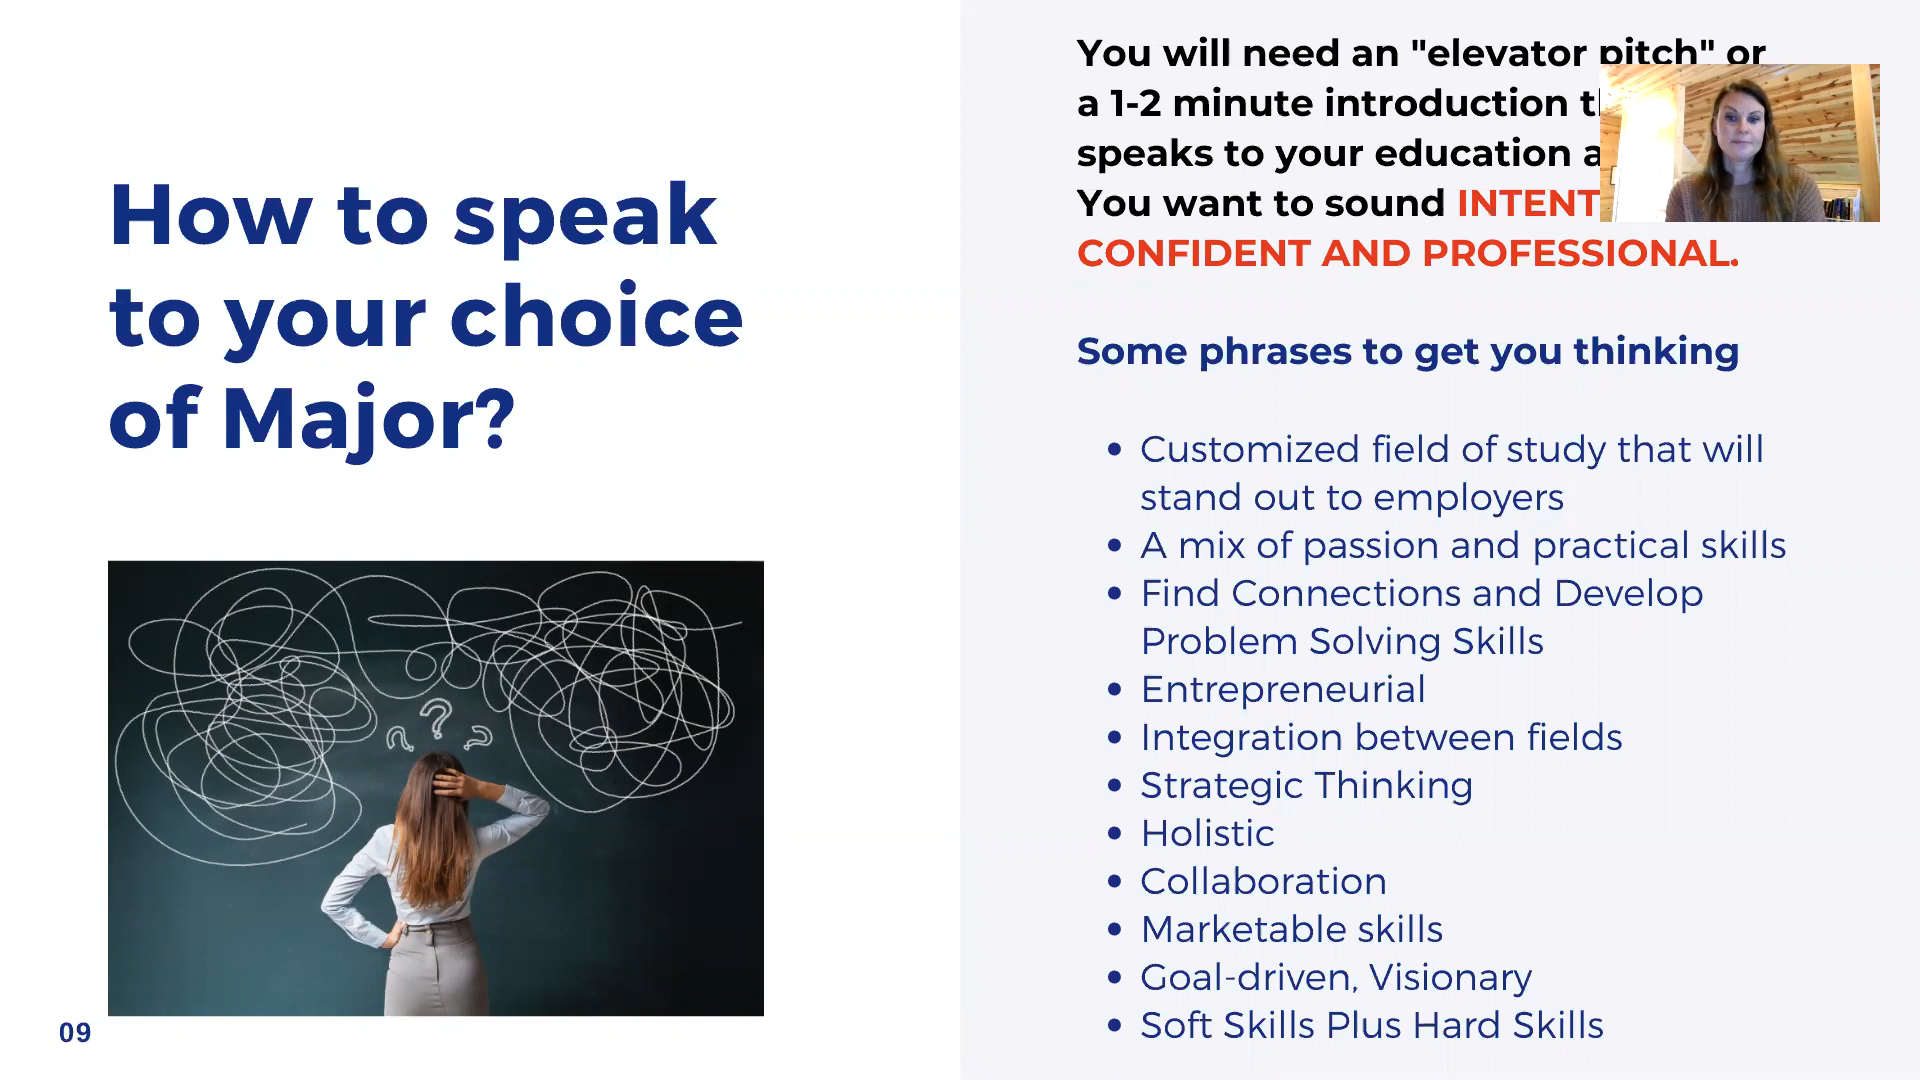 How to speak
to your choice
of Major?
09
You will need an "elevator pitch" or
a 1-2 minute introduction
speaks to your education
You want to sound
CONFIDENT AND PROFESSIONAL.
Some phrases to get you thinking
• Customized field of study that will
stand out to employers
• A mix of passion and practical skills
• Find Connections and Develop
Problem Solving Skills
• Entrepreneurial
• Integration between fields
• Strategic Thinking
• Holistic
• Collaboration
• Marketable skills
• Goal-driven, Visionary
• Soft Skills Plus Hard Skills